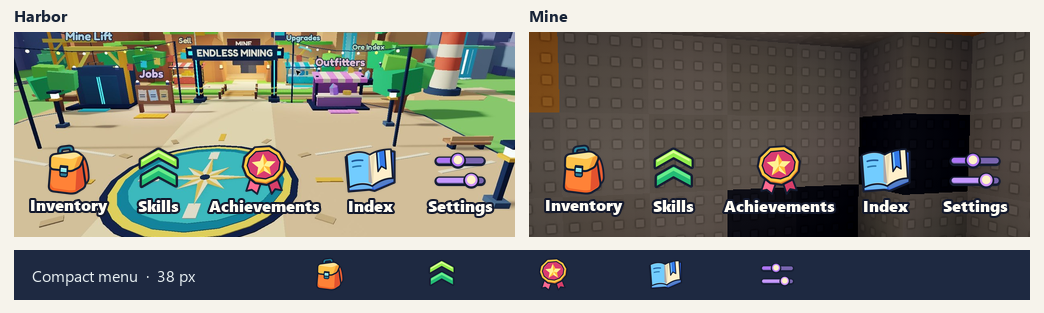 Harbor
Mine
Mine Lift
Sell
MINE
ENDLESS MINING
Upgrades
Ore Index
Jobs
Outfitters
Inventory Skills Achievements Index Settings
Inventory Skills Achievements Index Settings
Compact menu · 38 px